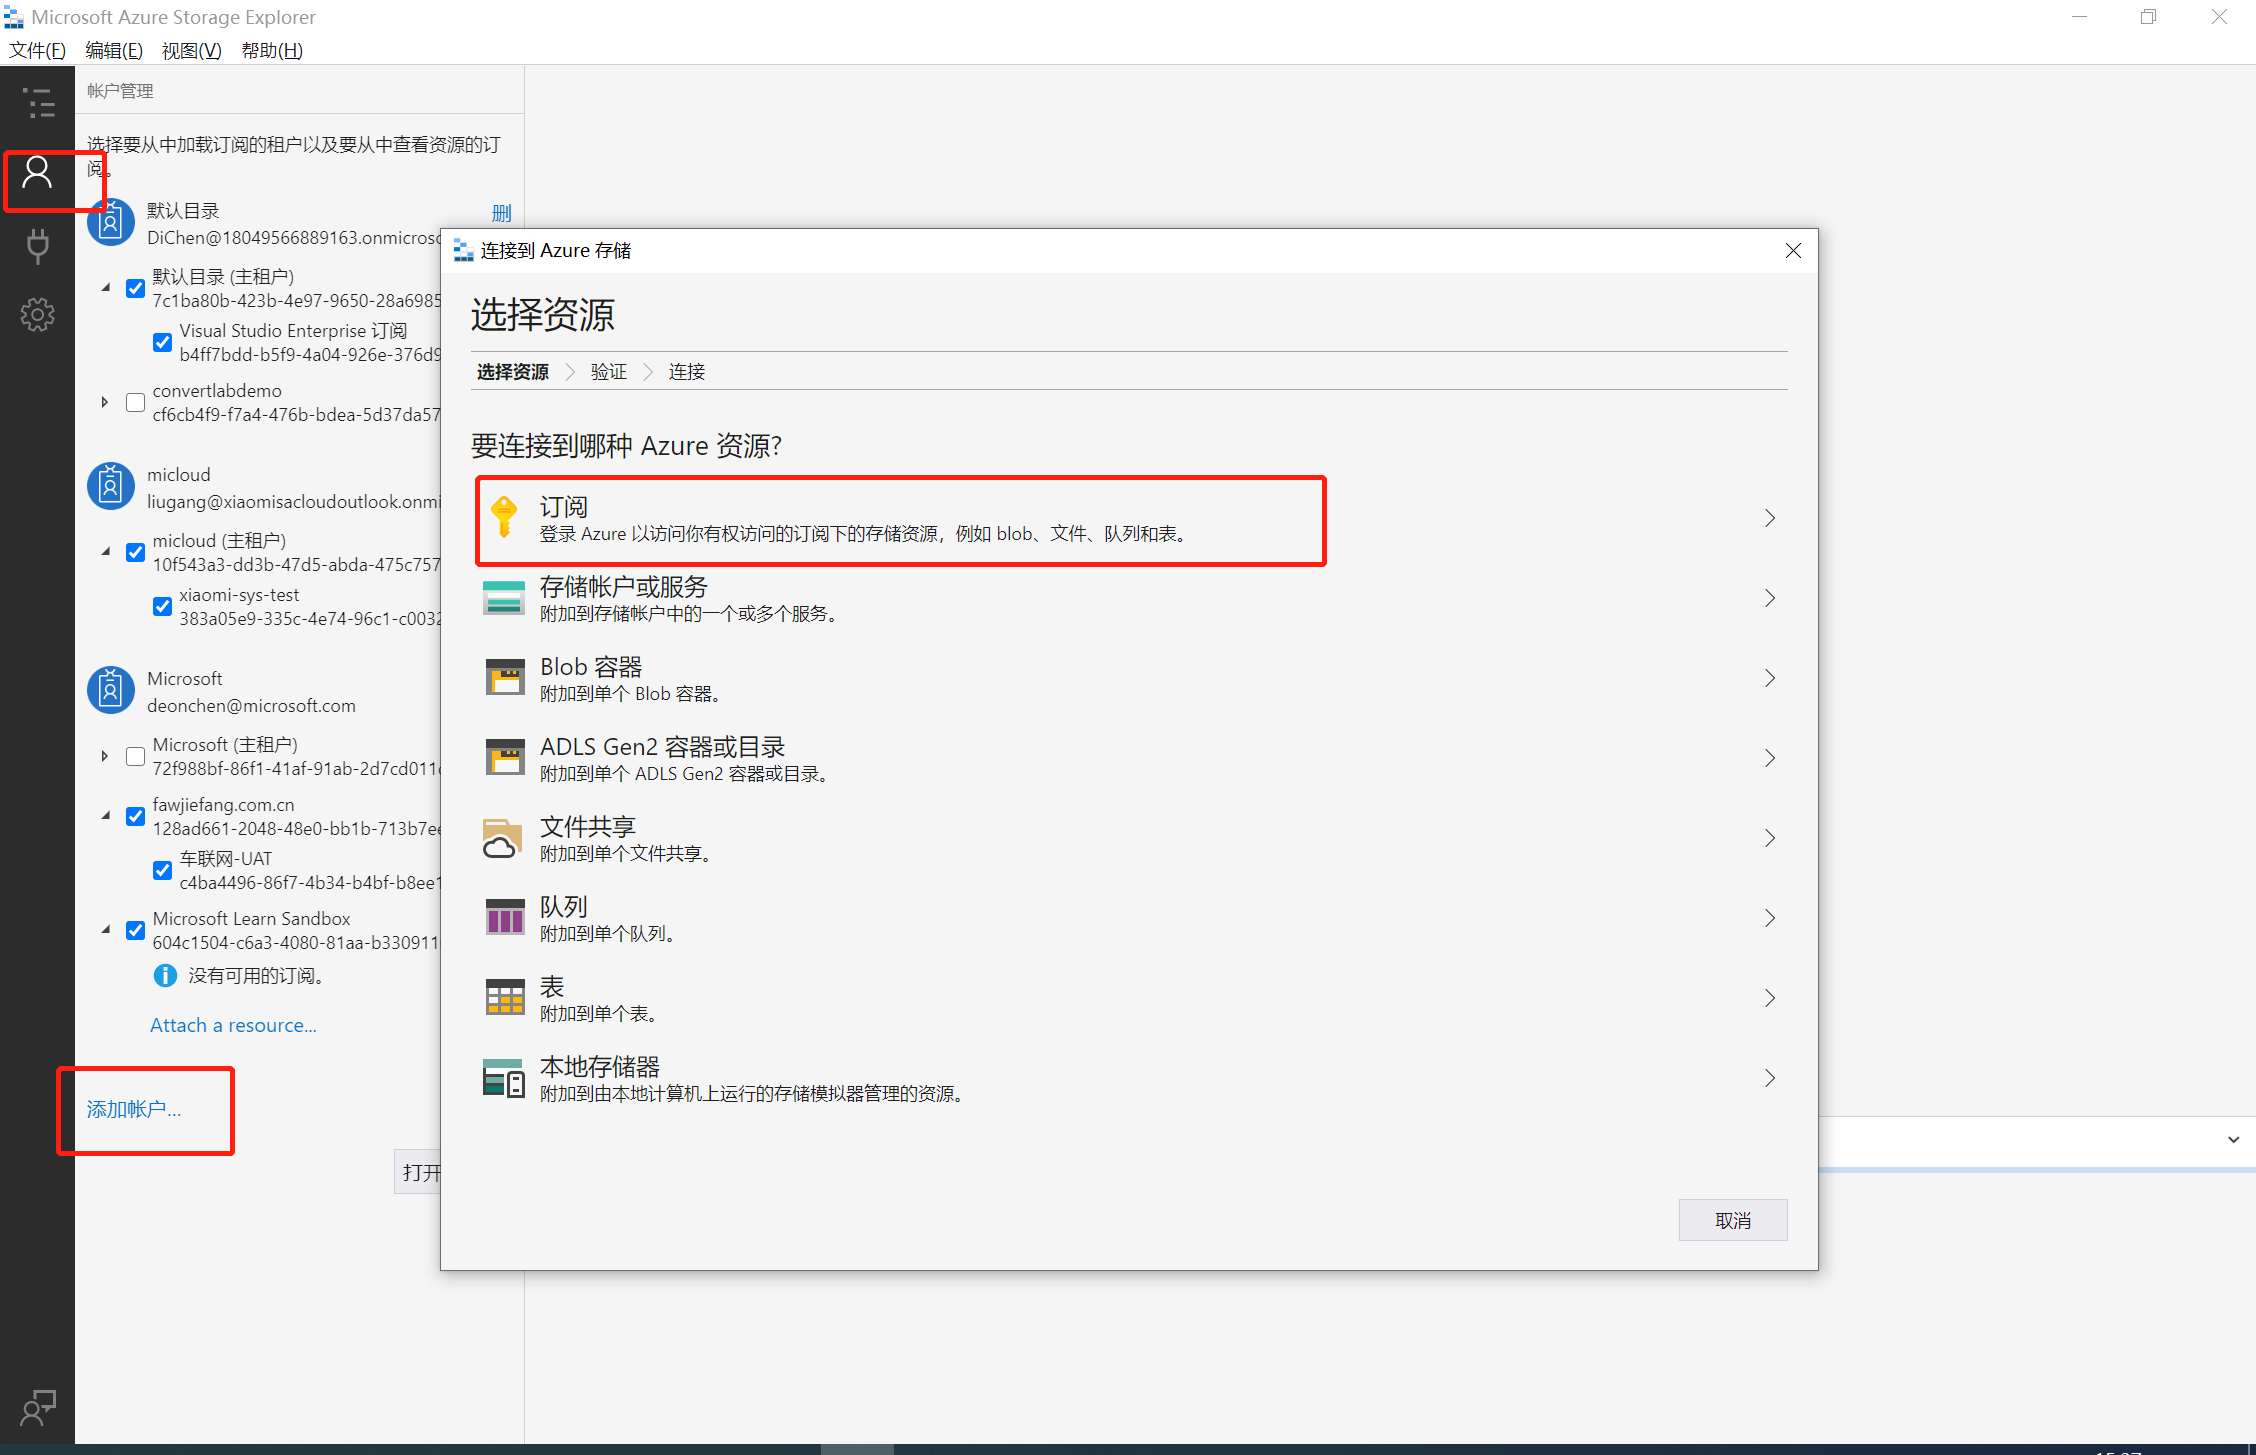 Microsoft Azure Storage Explorer
文件(F) 编辑(E) 视图(V) 帮助(H)
帐户管理
选择要从中加载订阅的租户以及要从中查看资源的订
阅。
默认目录
删
DiChen@18049566889163.onmicroso
默认目录 (主租户)
7c1ba80b-423b-4e97-9650-28a6985
Visual Studio Enterprise 订阅
b4ff7bdd-b5f9-4a04-926e-376d9
convertlabdemo
cf6cb4f9-f7a4-476b-bdea-5d37da57
micloud
liugang@xiaomisacloudoutlook.onmi
micloud (主租户)
10f543a3-dd3b-47d5-abda-475c757
xiaomi-sys-test
383a05e9-335c-4e74-96c1-c0032
Microsoft
deonchen@microsoft.com
Microsoft (主租户)
72f988bf-86f1-41af-91ab-2d7cd011
fawjiefang.com.cn
128ad661-2048-48e0-bb1b-713b7ee
车联网-UAT
c4ba4496-86f7-4b34-b4bf-b8ee1
Microsoft Learn Sandbox
604c1504-c6a3-4080-81aa-b330911
没有可用的订阅。
Attach a resource...
添加帐户...
打开
连接到 Azure 存储
选择资源
选择资源 验证 连接
要连接到哪种 Azure 资源?
订阅
登录 Azure 以访问你有权访问的订阅下的存储资源，例如 blob、文件、队列和表。
存储帐户或服务
附加到存储帐户中的一个或多个服务。
Blob 容器
附加到单个 Blob 容器。
ADLS Gen2 容器或目录
附加到单个 ADLS Gen2 容器或目录。
文件共享
附加到单个文件共享。
队列
附加到单个队列。
表
附加到单个表。
本地存储器
附加到由本地计算机上运行的存储模拟器管理的资源。
取消